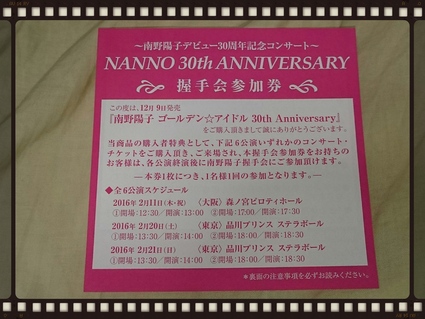 ～南野陽子デビュー30周年記念コンサート～
NANNO 30th ANNIVERSARY
握手会参加券
この度は、12月9日発売
『南野陽子 ゴールデン☆アイドル 30th Anniversary』
をご購入頂きまして誠にありがとうございます。
当商品の購入者特典として、下記6公演いずれかのコンサート・
チケットをご購入頂き、ご来場され、本握手会参加券をお持ちの
お客様は、各公演終演後に南野陽子握手会にご参加頂けます。
―本券1枚につき、1名様1回の参加となります。―
◆全6公演スケジュール
2016年2月11日(木・祝) 〈大阪〉森ノ宮ピロティホール
①開場:12:30／開演:13:00 ②開場:17:00／開演:17:30
2016年2月20日(土) 〈東京〉品川プリンス ステラボール
①開場:13:30／開演:14:00 ②開場:18:00／開演:18:30
2016年2月21日(日) 〈東京〉品川プリンス ステラボール
①開場:13:30／開演:14:00 ②開場:18:00／開演:18:30
＊裏面の注意事項を必ずお読みください。